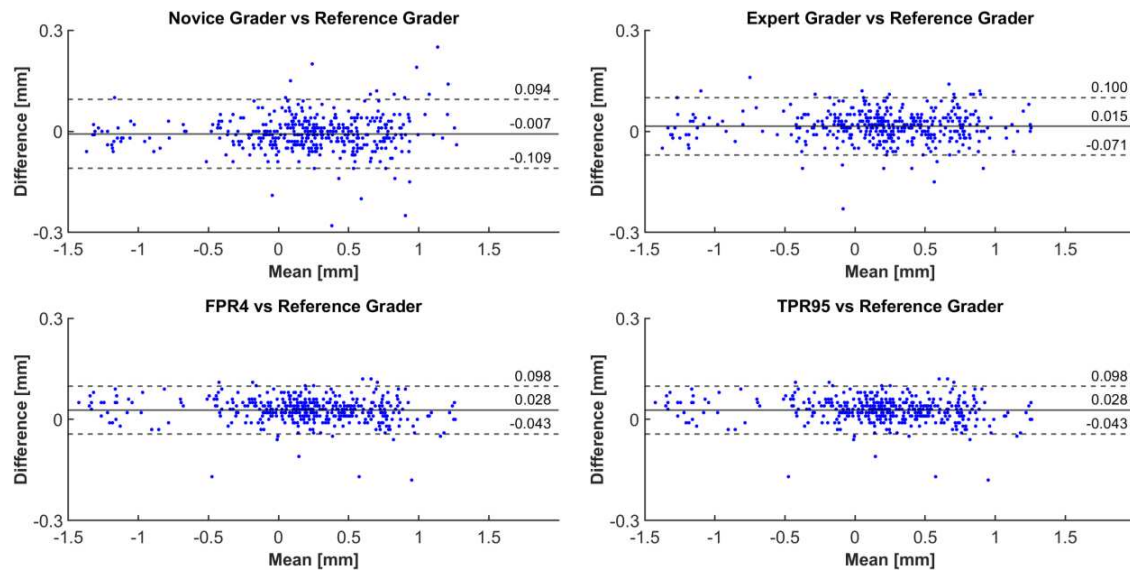 Novice Grader vs Reference Grader
0.3
0
-0.3
Difference [mm]
0.094
-0.007
-0.109
-1.5 -1 -0.5 0 0.5 1 1.5
Mean [mm]
Expert Grader vs Reference Grader
0.3
0
-0.3
Difference [mm]
0.100
0.015
-0.071
-1.5 -1 -0.5 0 0.5 1 1.5
Mean [mm]
FPR4 vs Reference Grader
0.3
0
-0.3
Difference [mm]
0.098
0.028
-0.043
-1.5 -1 -0.5 0 0.5 1 1.5
Mean [mm]
TPR95 vs Reference Grader
0.3
0
-0.3
Difference [mm]
0.098
0.028
-0.043
-1.5 -1 -0.5 0 0.5 1 1.5
Mean [mm]